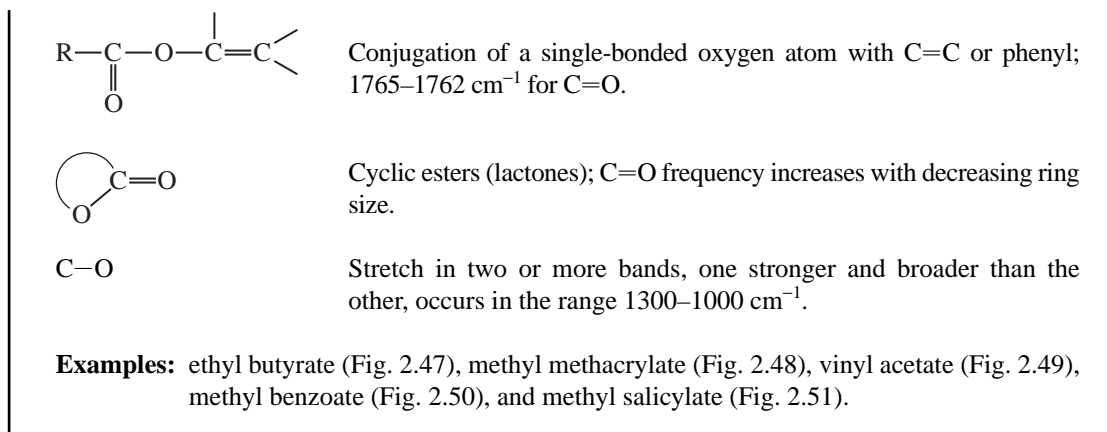 R—C—O—C=C
O
Conjugation of a single-bonded oxygen atom with C=C or phenyl;
1765–1762 cm⁻¹ for C=O.
C=O
O
Cyclic esters (lactones); C=O frequency increases with decreasing ring
size.
C−O
Stretch in two or more bands, one stronger and broader than the
other, occurs in the range 1300–1000 cm⁻¹.
Examples: ethyl butyrate (Fig. 2.47), methyl methacrylate (Fig. 2.48), vinyl acetate (Fig. 2.49),
methyl benzoate (Fig. 2.50), and methyl salicylate (Fig. 2.51).